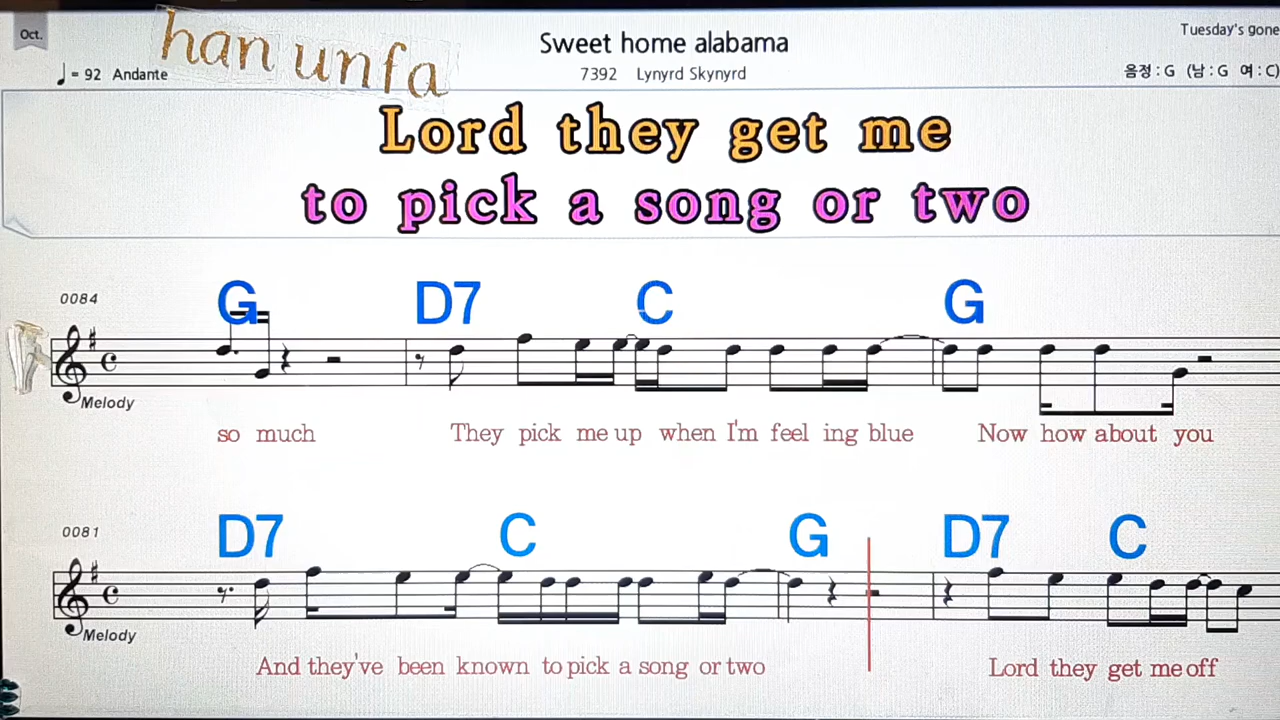 Oct.
han unfa
Sweet home alabama
Tuesday's gone
♩= 92 Andante
7392 Lynyrd Skynyrd
음정 : G (남 : G 여 : C)
Lord they get me
to pick a song or two
0084
G D7 C G
Melody
so much They pick me up when I'm feel ing blue Now how about you
0081
D7 C G D7 C
Melody
And they've been known to pick a song or two Lord they get me off